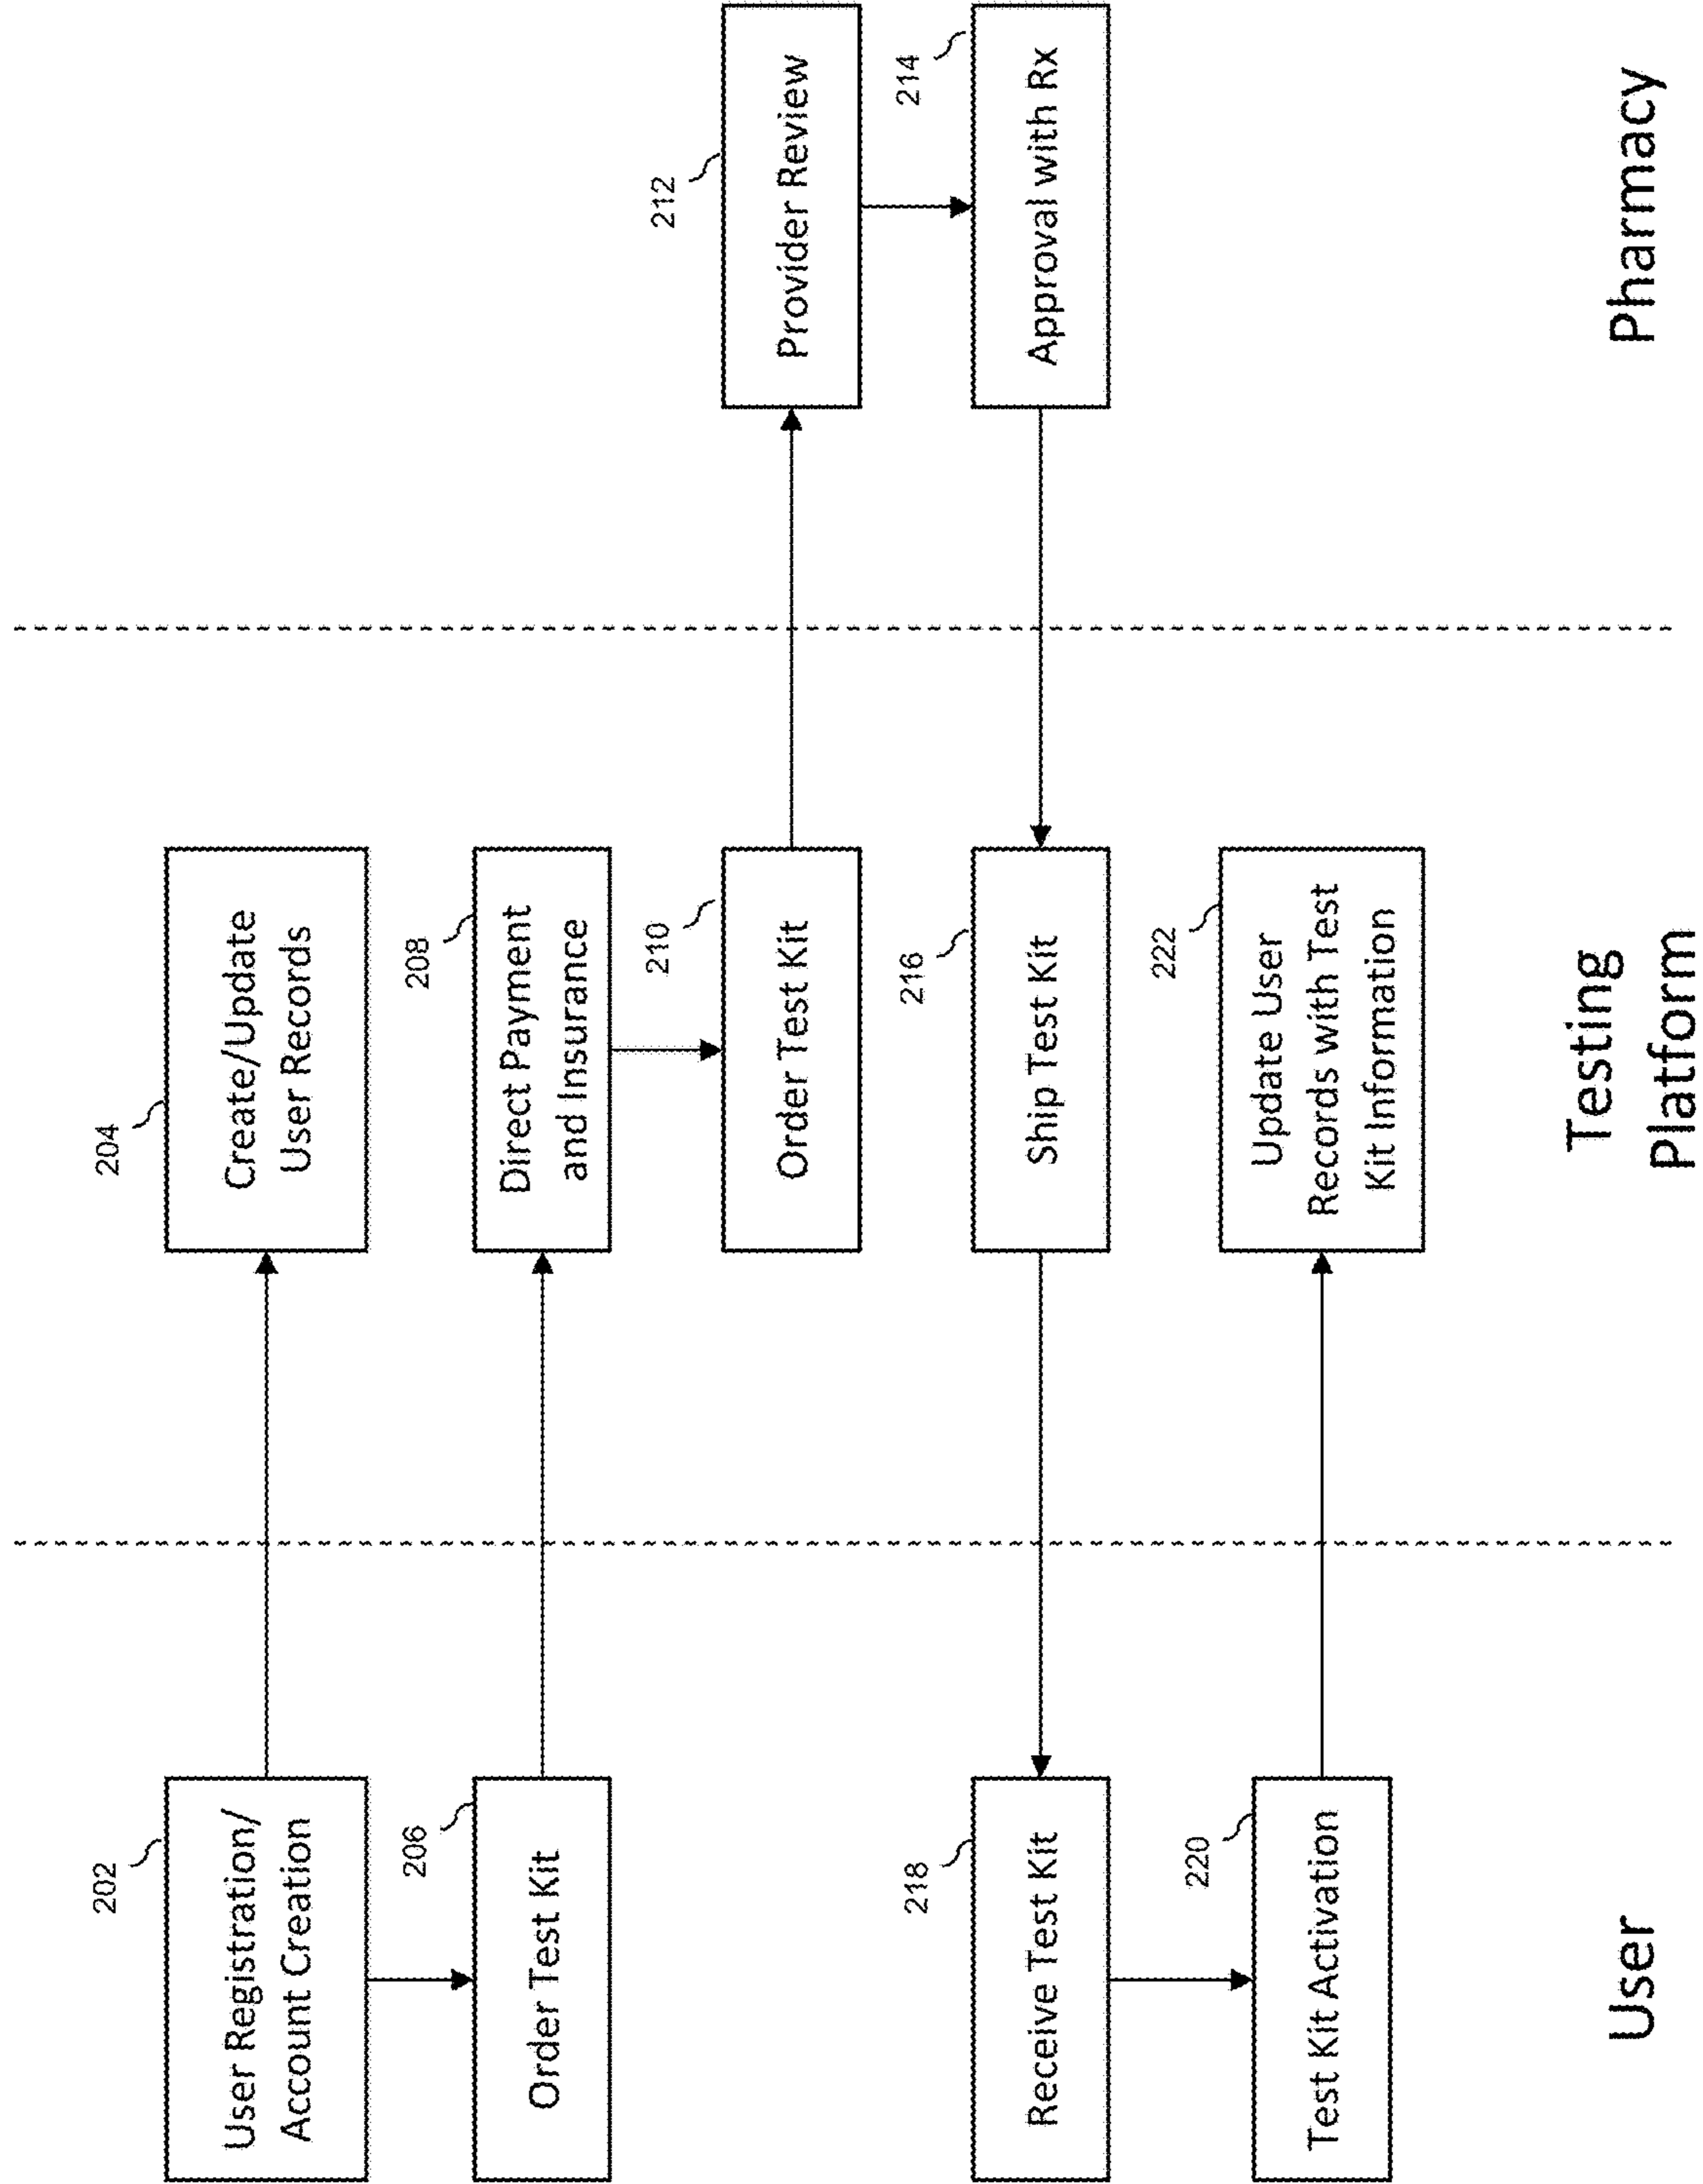 202
User Registration/
Account Creation
204
Create/Update
User Records
206
Order Test Kit
208
Direct Payment
and Insurance
210
Order Test Kit
212
Provider Review
214
Approval with Rx
216
Ship Test Kit
218
Receive Test Kit
220
Test Kit Activation
222
Update User
Records with Test
Kit Information
User
Testing
Platform
Pharmacy